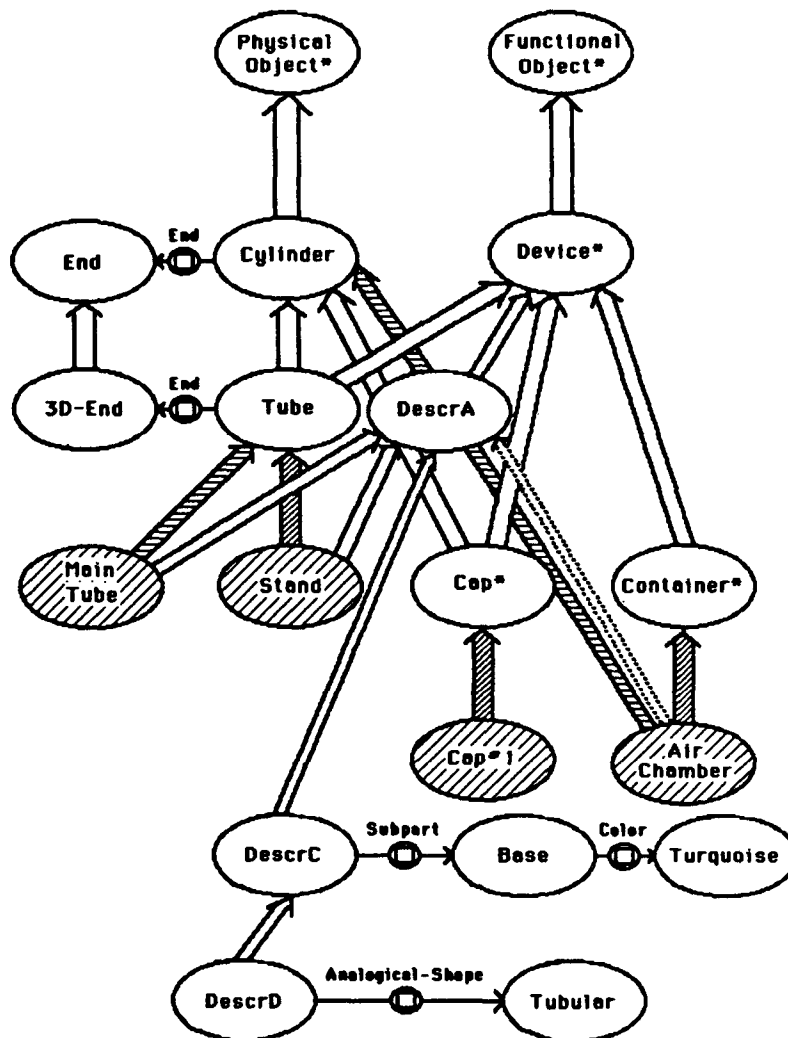 Physical
Object*
Functional
Object*
End
End
Cylinder
Device*
3D-End
End
Tube
DescrA
Main
Tube
Stand
Cap*
Container*
Cap#1
Air
Chamber
DescrC
Subpart
Base
Color
Turquoise
DescrD
Analogical-Shape
Tubular